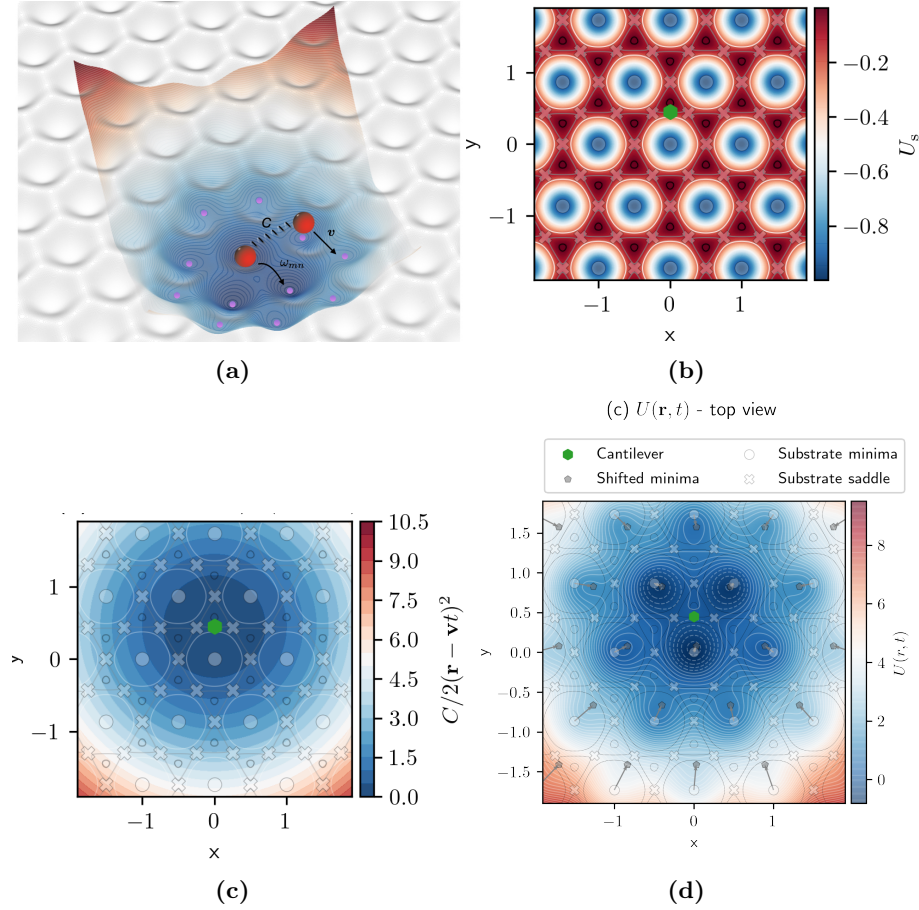 C
v
ω_mn
(a)
y
1
0
−1
−1
0
1
x
−0.2
−0.4
−0.6
−0.8
U_s
(b)
(c) U(r, t) - top view
Cantilever
Substrate minima
Shifted minima
Substrate saddle
y
1
0
−1
−1
0
1
x
10.5
9.0
7.5
6.0
4.5
3.0
1.5
0.0
C/2(r − vt)^2
(c)
y
1.5
1.0
0.5
0.0
−0.5
−1.0
−1.5
−1
0
1
x
8
6
4
2
0
U(r, t)
(d)